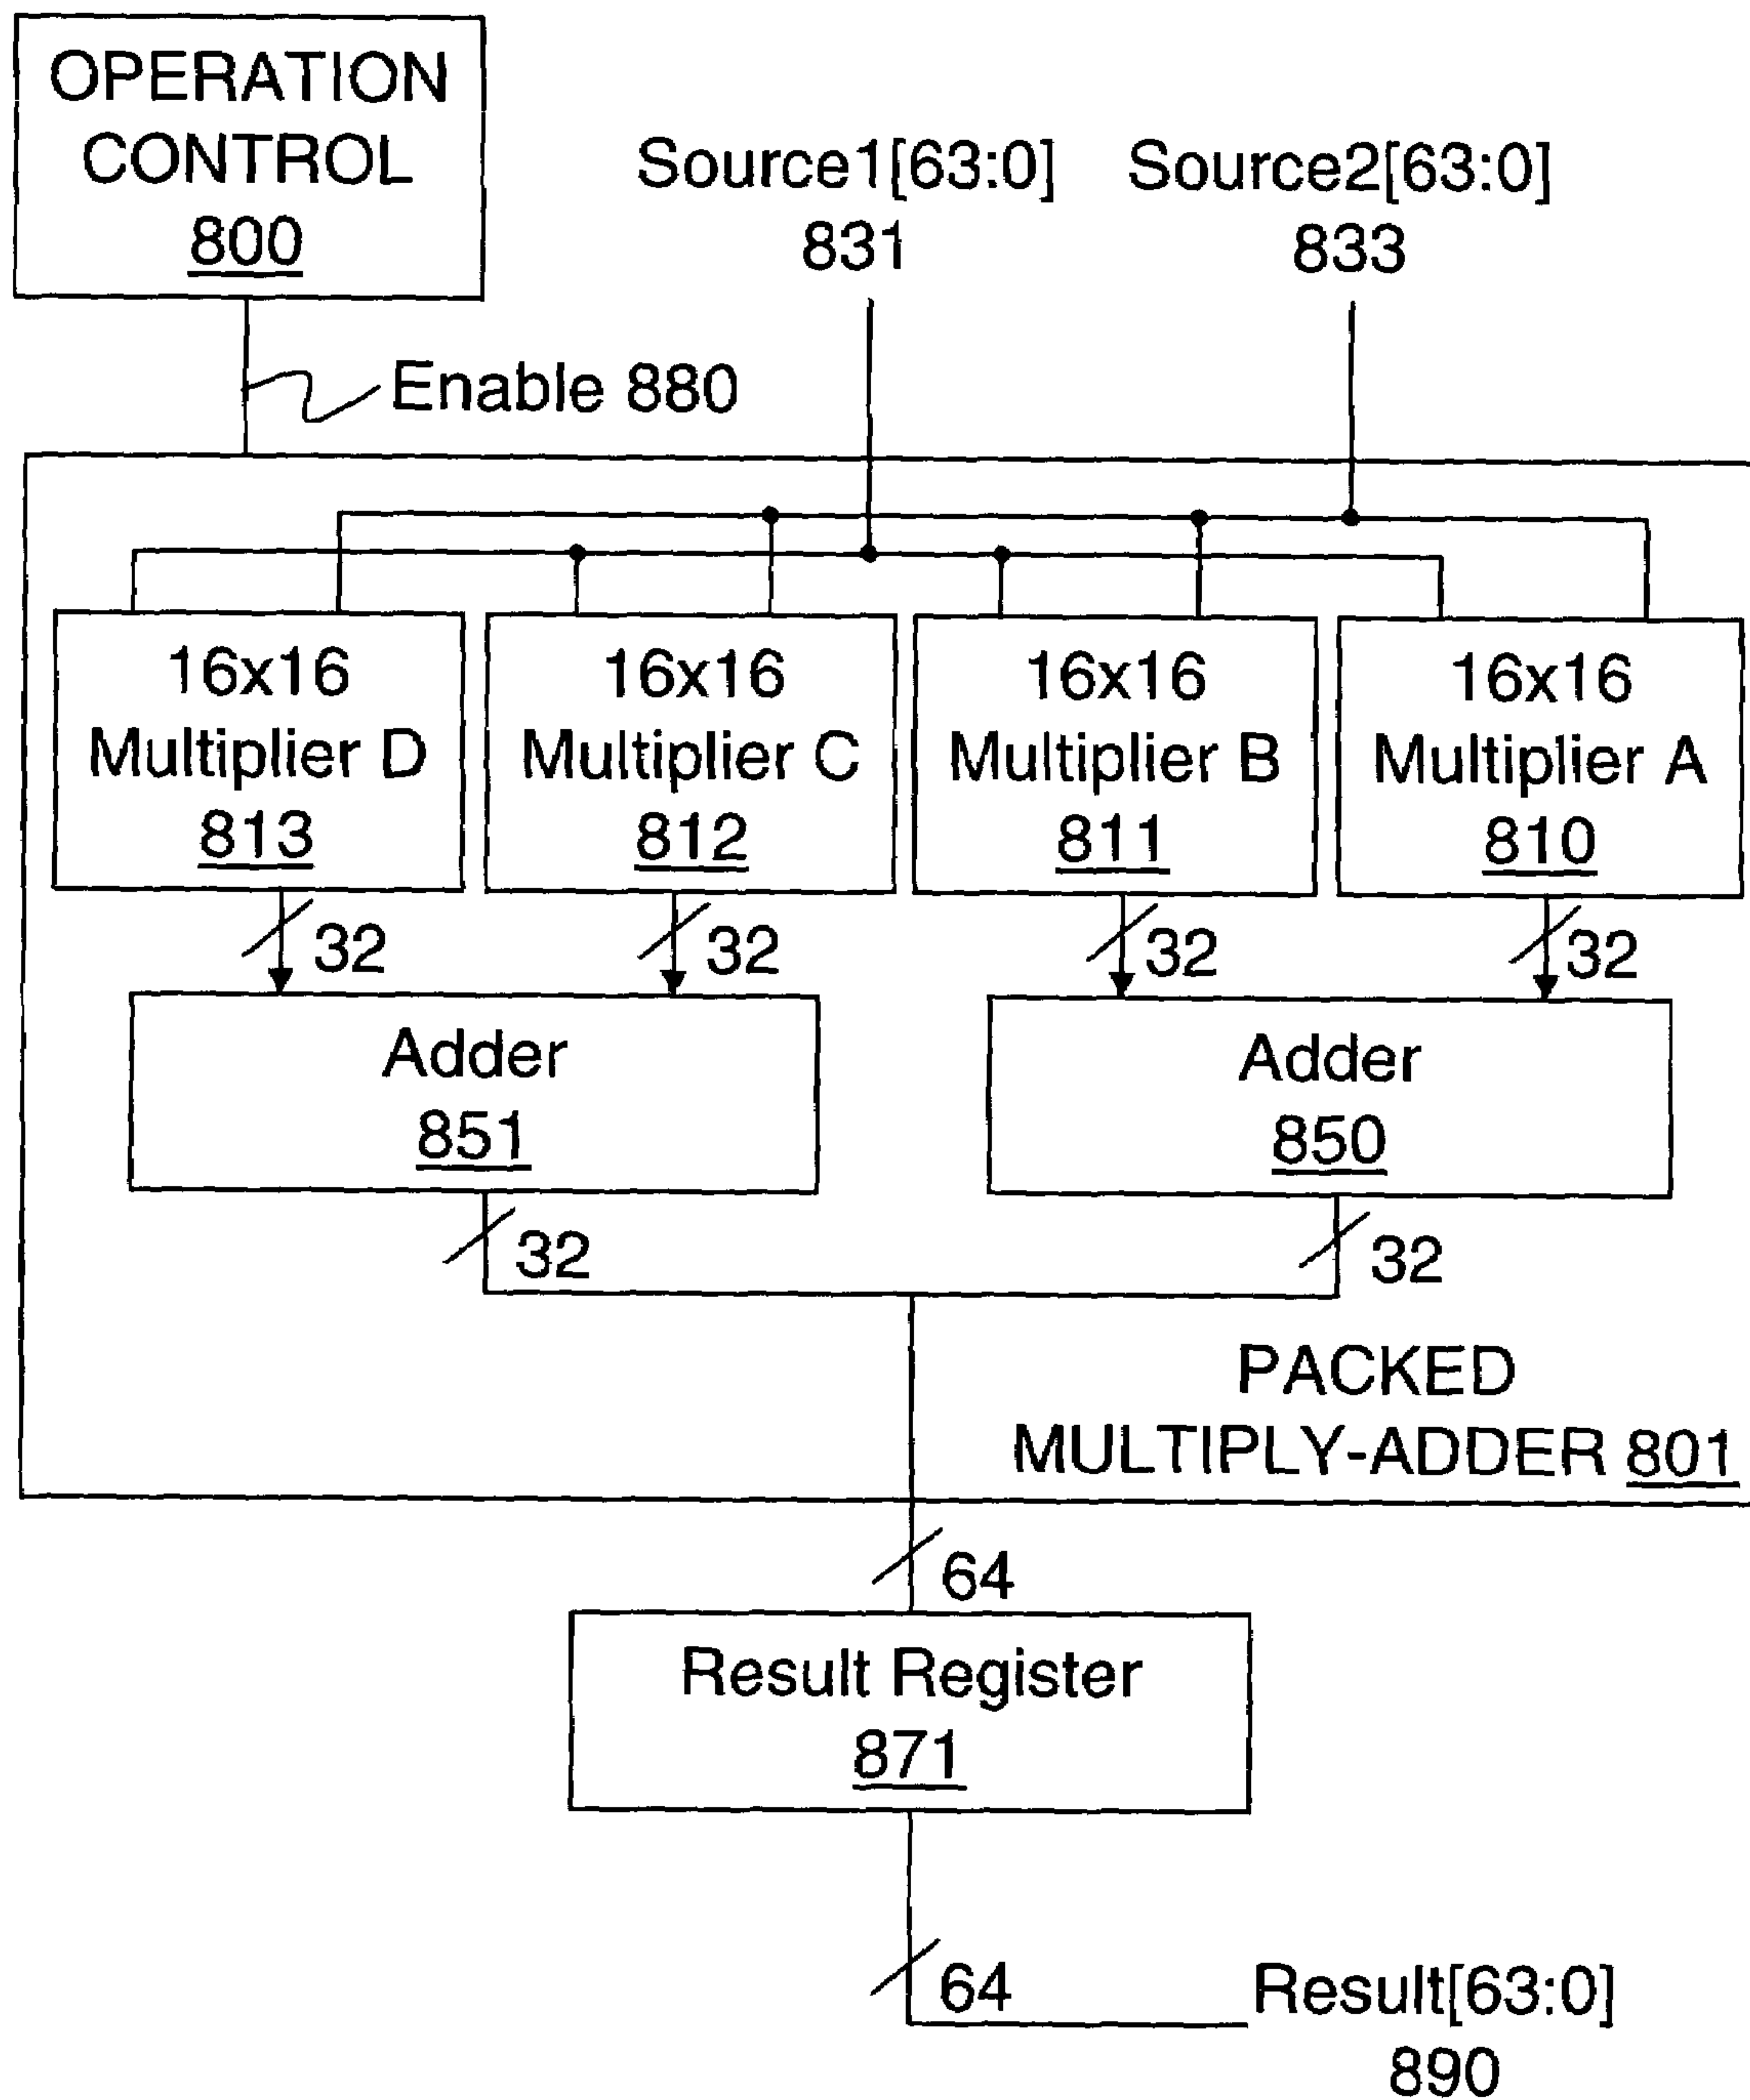 OPERATION
CONTROL
800
Source1[63:0]
831
Source2[63:0]
833
Enable 880
16x16
Multiplier D
813
16x16
Multiplier C
812
16x16
Multiplier B
811
16x16
Multiplier A
810
32
32
32
32
Adder
851
Adder
850
32
32
PACKED
MULTIPLY-ADDER 801
64
Result Register
871
64
Result[63:0]
890